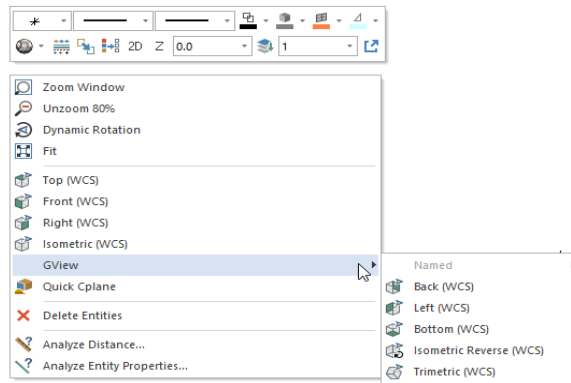 2D Z 0.0 1
Zoom Window
Unzoom 80%
Dynamic Rotation
Fit
Top (WCS)
Front (WCS)
Right (WCS)
Isometric (WCS)
GView
Quick Cplane
Delete Entities
Analyze Distance...
Analyze Entity Properties...
Named
Back (WCS)
Left (WCS)
Bottom (WCS)
Isometric Reverse (WCS)
Trimetric (WCS)